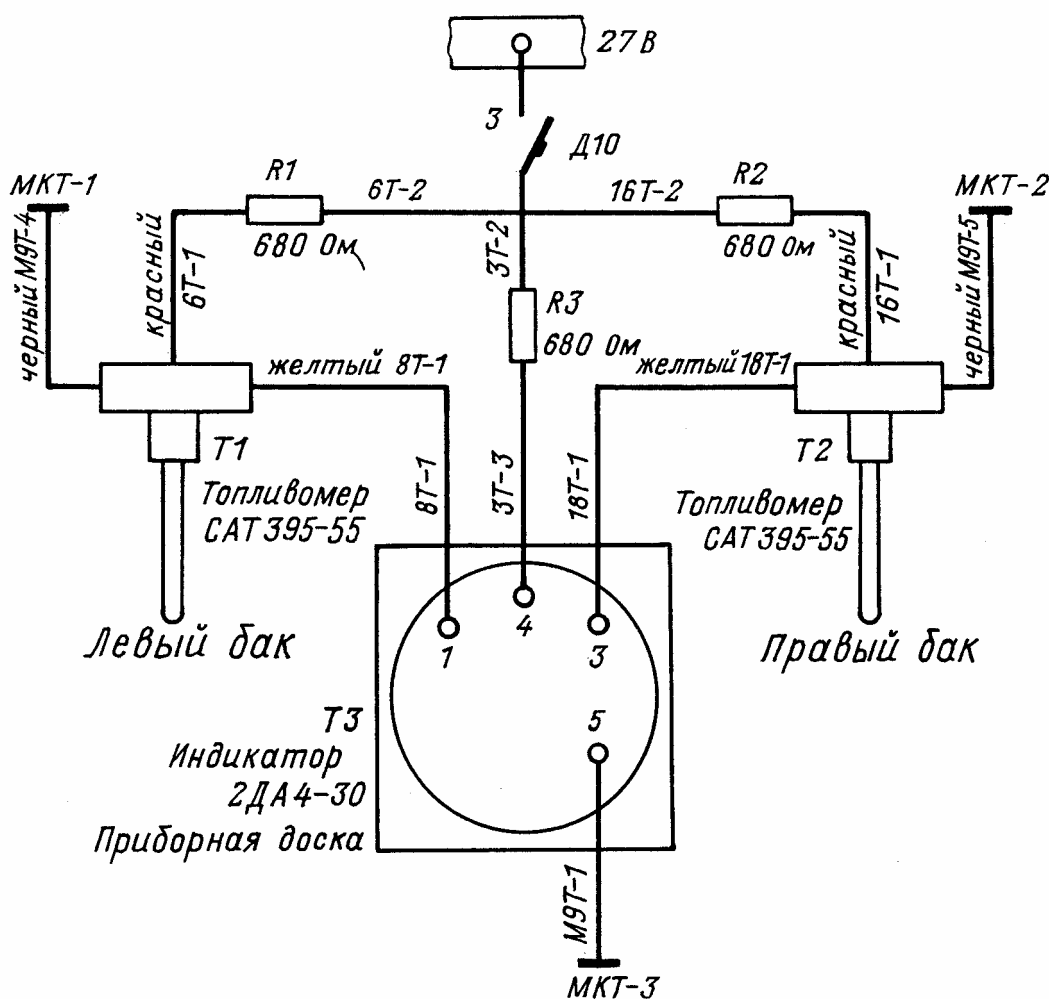 27 В
3
Д10
МКТ-1
R1
6Т-2
16Т-2
R2
МКТ-2
680 Ом
680 Ом
черный М9Т-4
красный
6Т-1
3Т-2
R3
680 Ом
красный
16Т-1
черный М9Т-5
желтый 8Т-1
желтый 18Т-1
Т1
Т2
Топливомер
САТ 395-55
8Т-1
3Т-3
18Т-1
Топливомер
САТ 395-55
Левый бак
Правый бак
1
4
3
5
Т3
Индикатор
2ДА4-30
Приборная доска
М9Т-1
МКТ-3